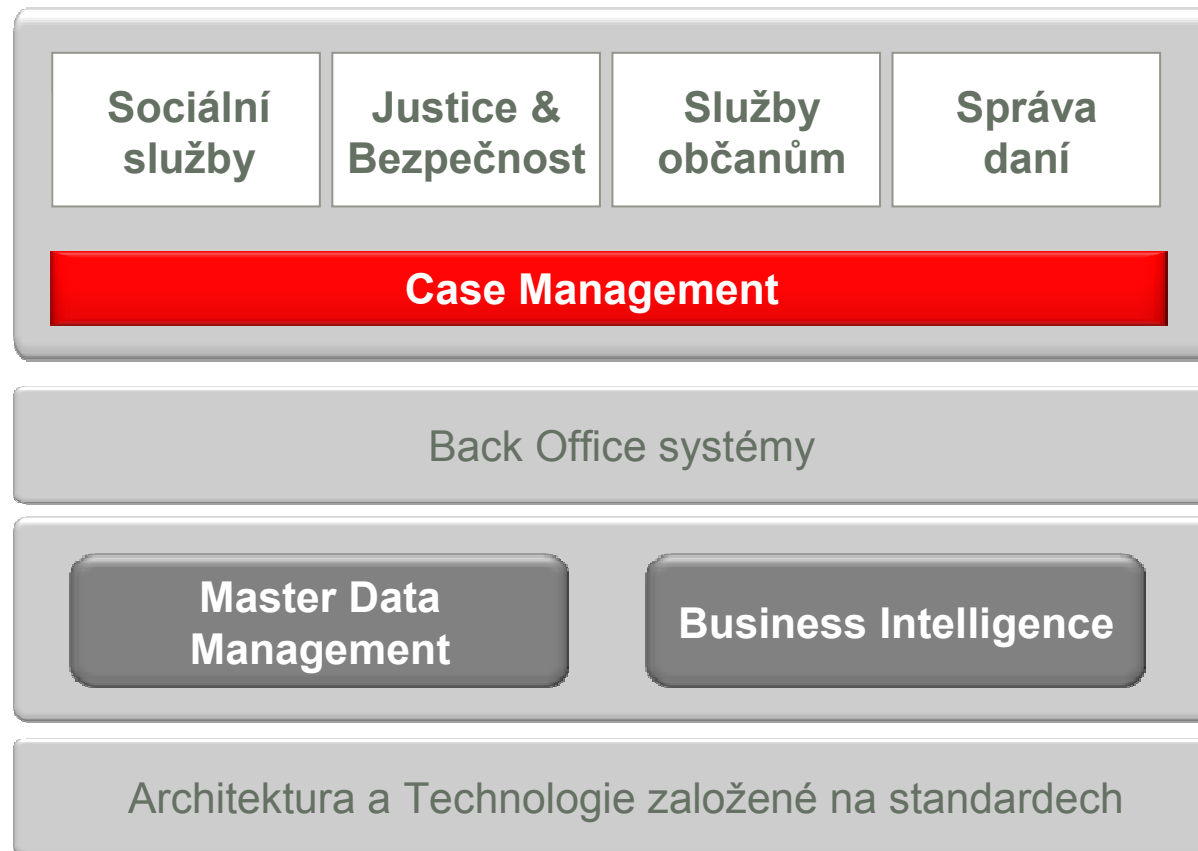 Sociální
služby
Justice &
Bezpečnost
Služby
občanům
Správa
daní
Case Management
Back Office systémy
Master Data
Management
Business Intelligence
Architektura a Technologie založené na standardech